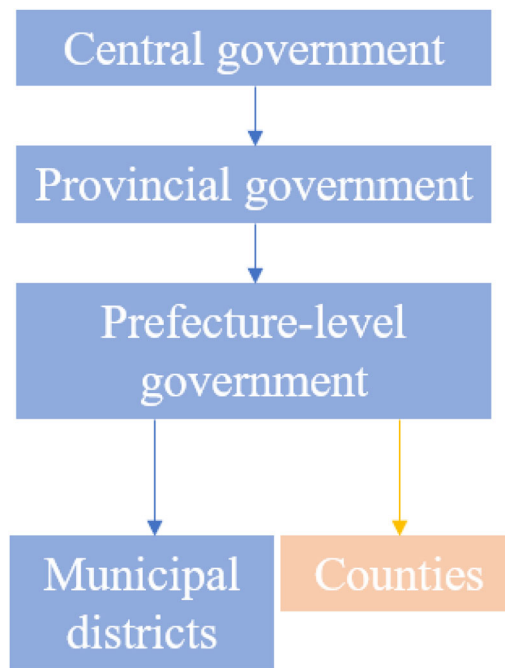 Central government
Provincial government
Prefecture-level
government
Municipal
districts
Counties